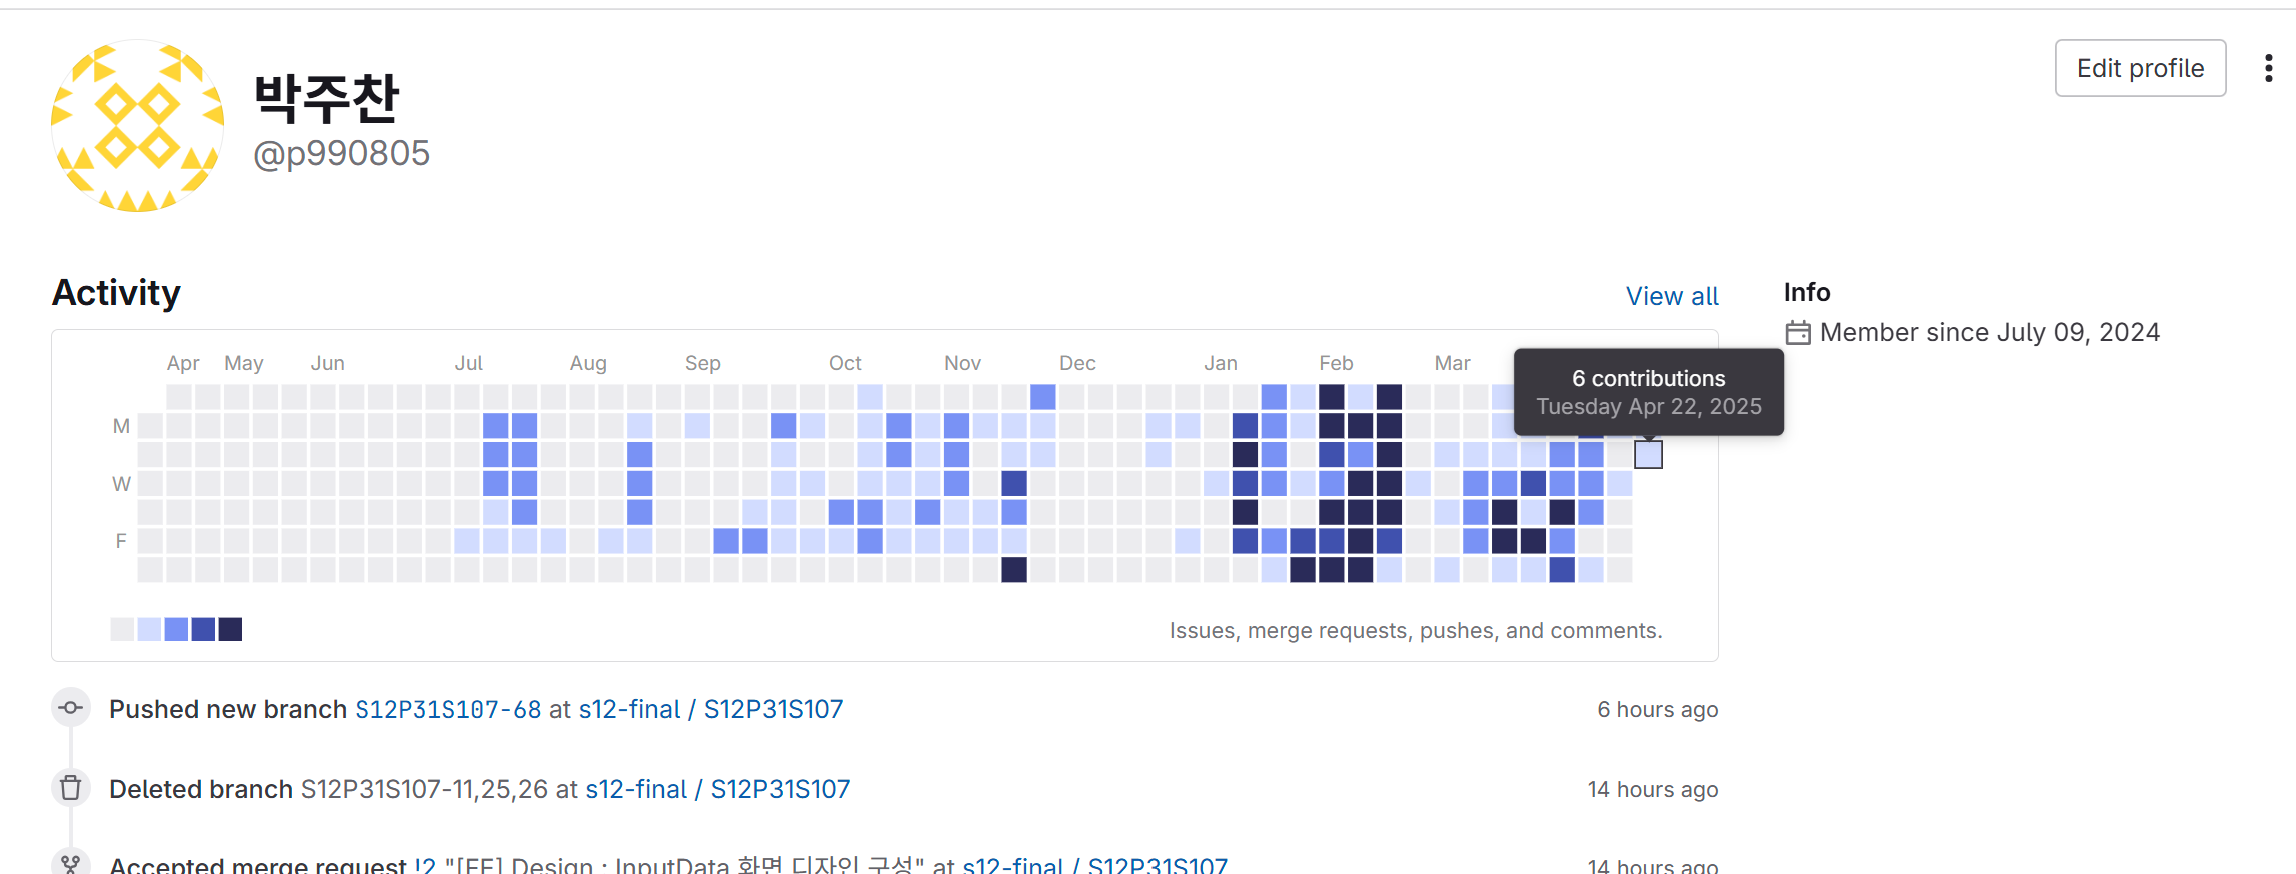 박주찬
@p990805
Edit profile
Activity
View all
Info
Member since July 09, 2024
Apr May Jun Jul Aug Sep Oct Nov Dec Jan Feb Mar
6 contributions
Tuesday Apr 22, 2025
M
W
F
Issues, merge requests, pushes, and comments.
Pushed new branch S12P31S107-68 at s12-final / S12P31S107
6 hours ago
Deleted branch S12P31S107-11,25,26 at s12-final / S12P31S107
14 hours ago
Accepted merge request !2 "[FE] Design : InputData 화면 디자인 구성" at s12-final / S12P31S107
14 hours ago